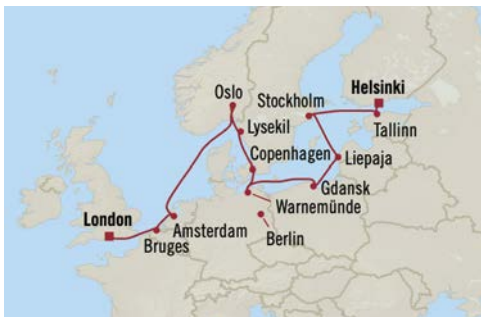 Oslo
Helsinki
Stockholm
Lysekil
Tallinn
Copenhagen
Liepaja
Gdansk
Warnemünde
London
Amsterdam
Bruges
Berlin